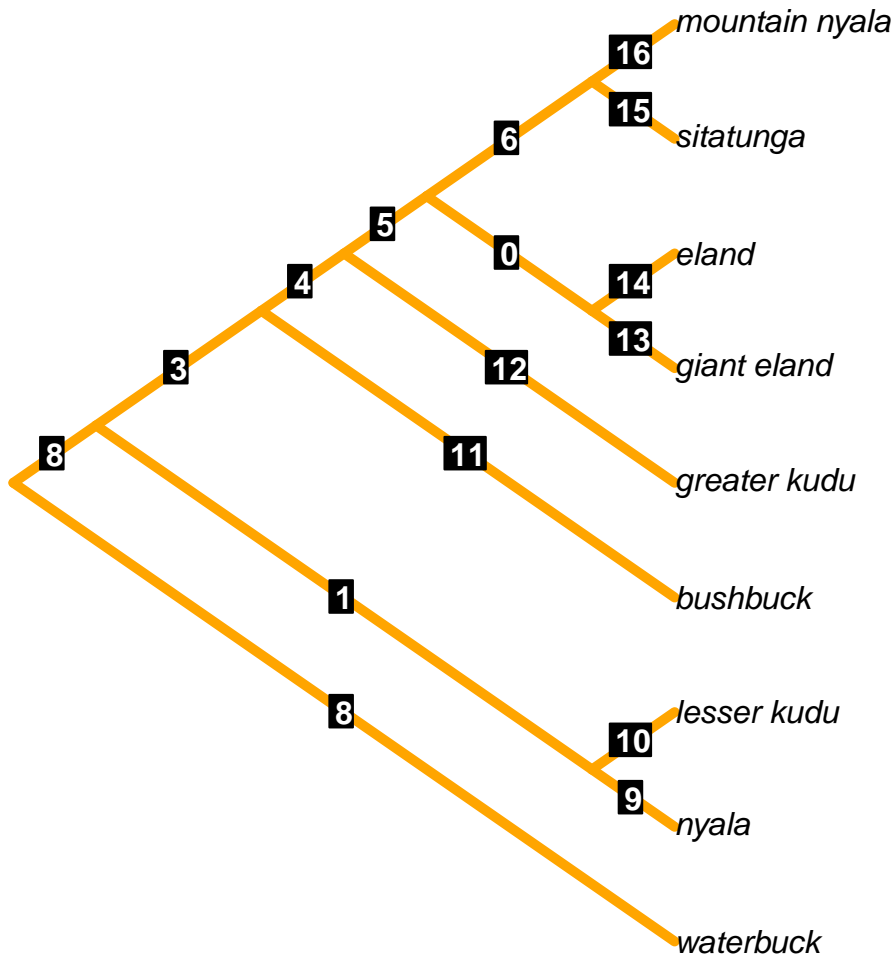 mountain nyala
16
15
6
sitatunga
5
0
eland
4
14
13
3
12
giant eland
8
11
greater kudu
1
bushbuck
8
lesser kudu
10
9
nyala
waterbuck